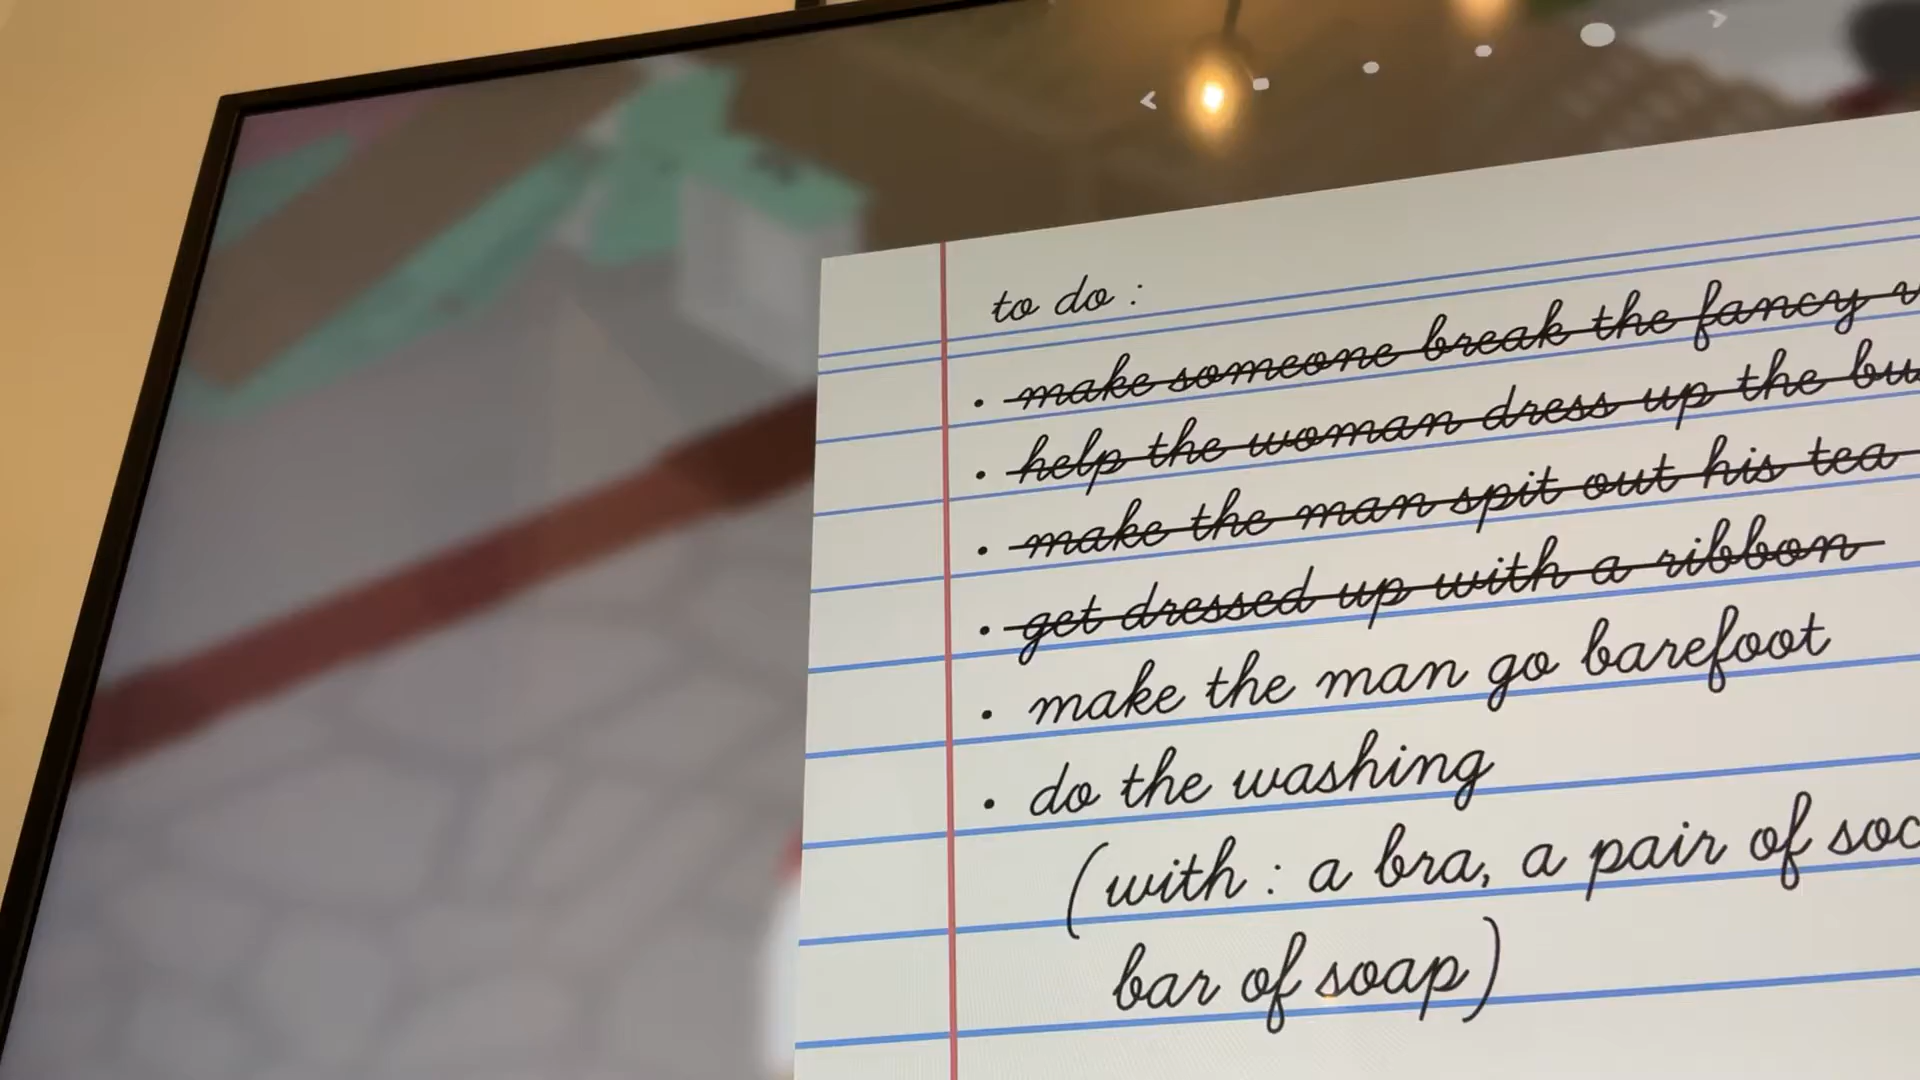 to do :
• make someone break the fancy
• help the woman dress up the
• make the man spit out his tea
• get dressed up with a ribbon
• make the man go barefoot
• do the washing
(with : a bra, a pair of
bar of soap)